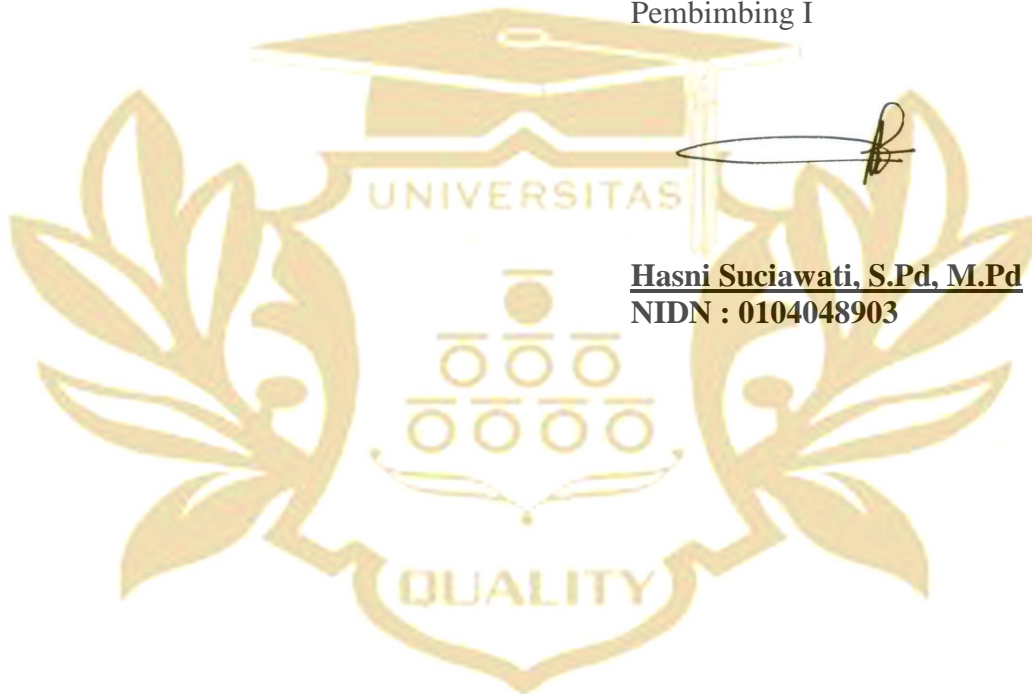 Pembimbing I
UNIVERSITAS
Hasni Suciawati, S.Pd, M.Pd
NIDN : 0104048903
QUALITY